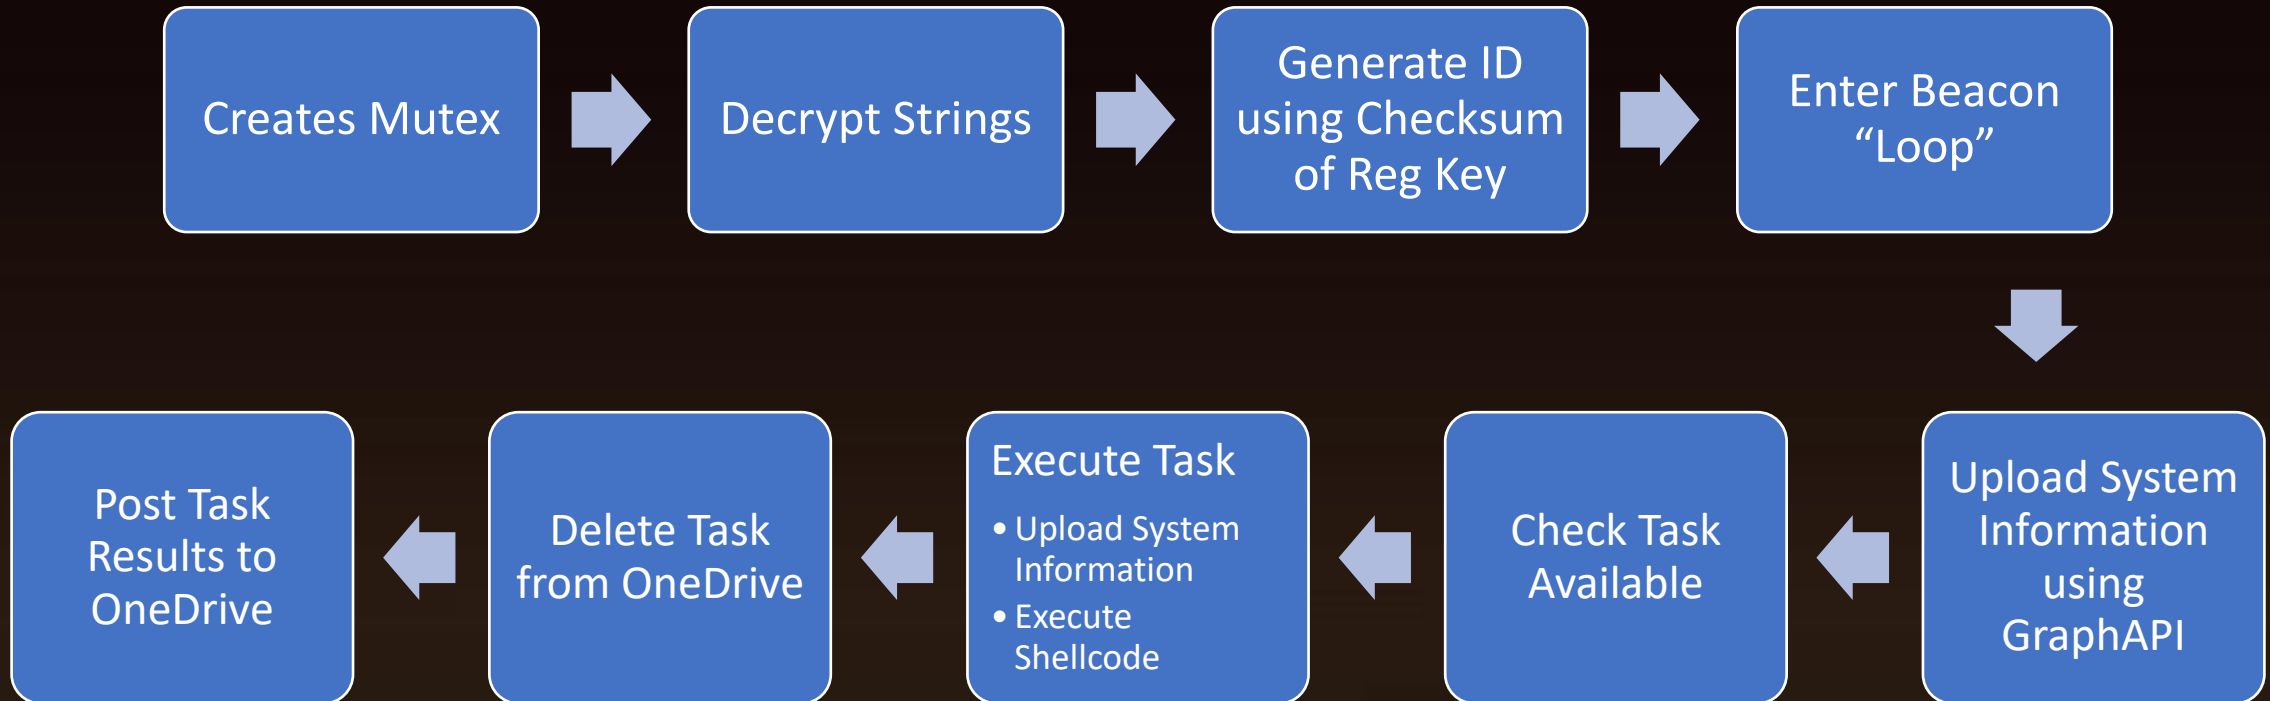 Creates Mutex
Decrypt Strings
Generate ID
using Checksum
of Reg Key
Enter Beacon
“Loop”
Upload System
Information
using
GraphAPI
Check Task
Available
Execute Task
• Upload System
Information
• Execute
Shellcode
Delete Task
from OneDrive
Post Task
Results to
OneDrive